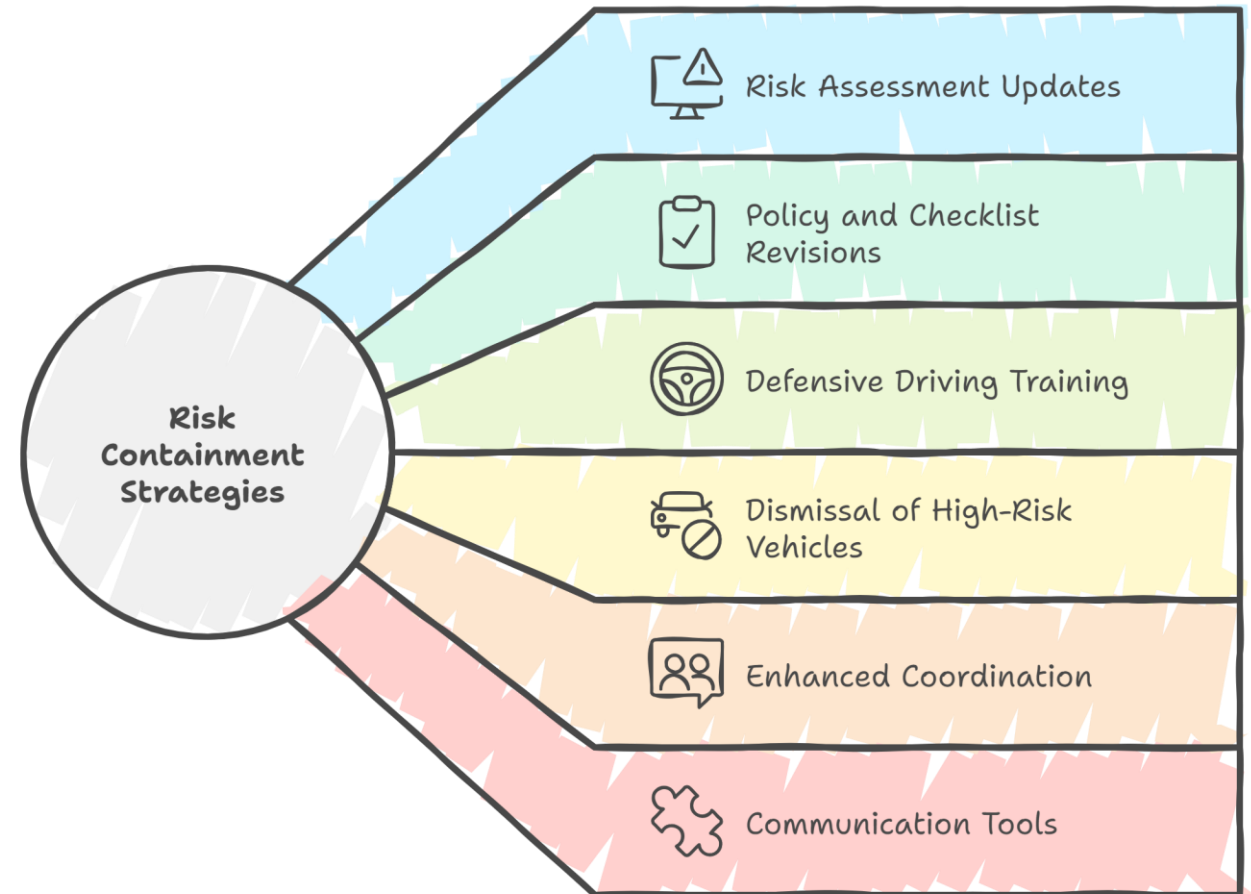 Risk Assessment Updates
Policy and Checklist
Revisions
Defensive Driving Training
Risk
Containment
Strategies
Dismissal of High-Risk
Vehicles
Enhanced Coordination
Communication Tools